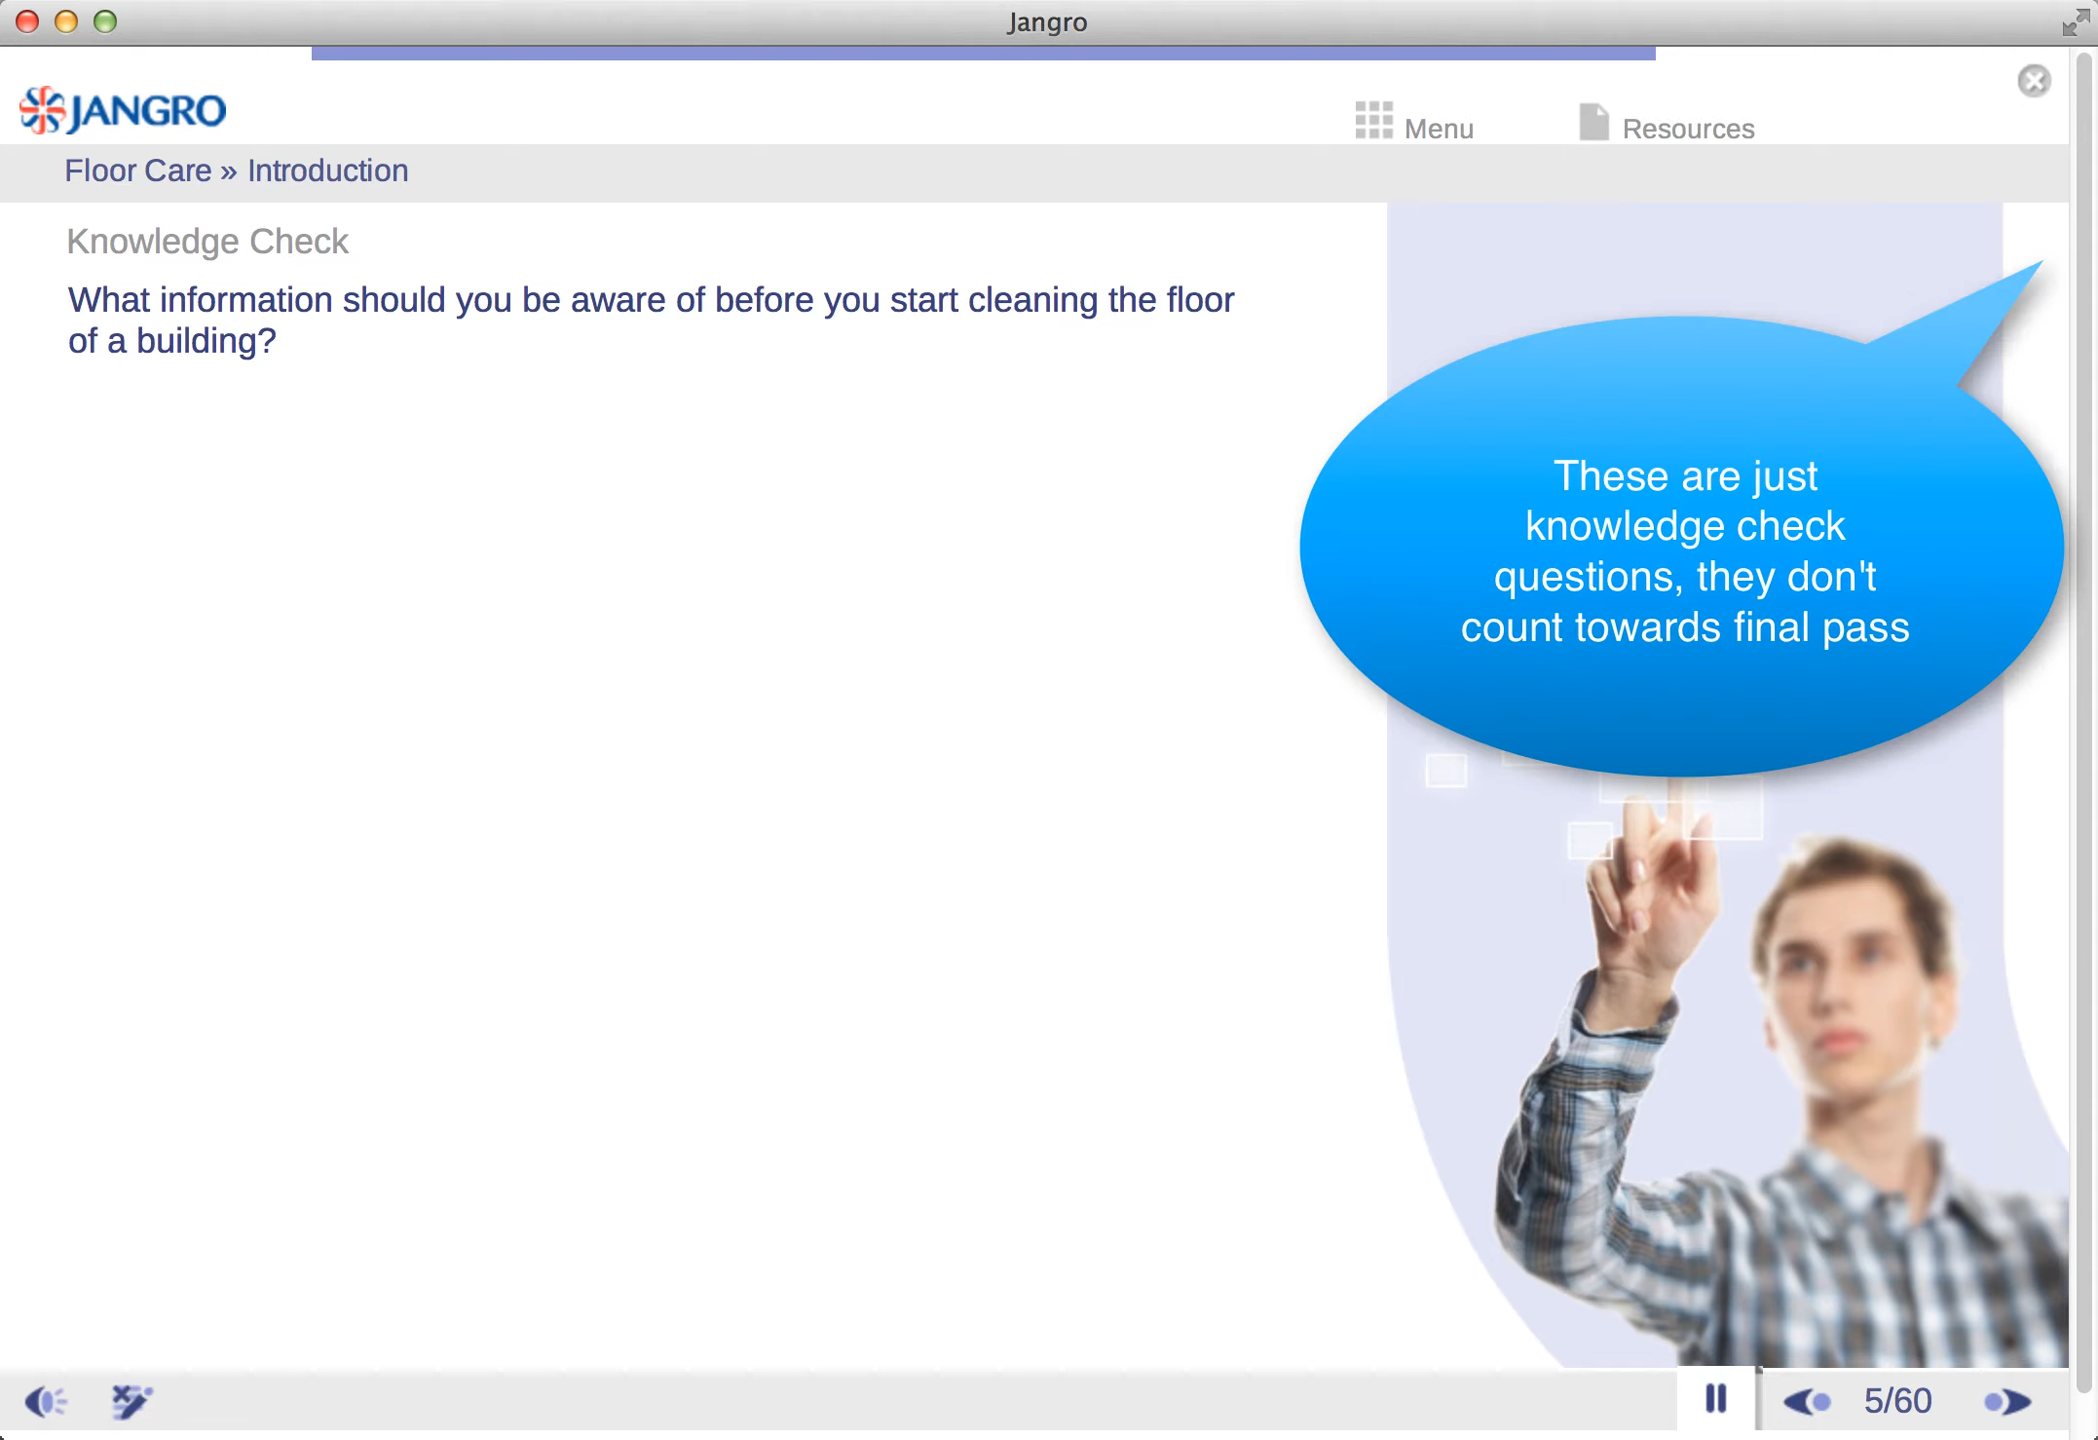 Jangro
JANGRO
Menu
Resources
Floor Care » Introduction
Knowledge Check
What information should you be aware of before you start cleaning the floor
of a building?
These are just
knowledge check
questions, they don't
count towards final pass
5/60